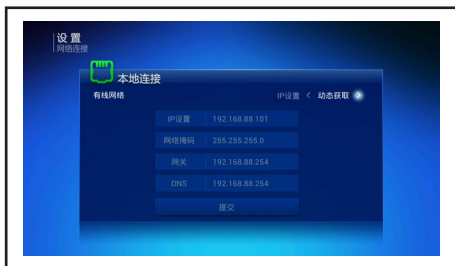 设 置
网络连接
本地连接
有线网络
IP设置 < 动态获取
IP设置 192.168.88.101
网络掩码 255.255.255.0
网关 192.168.88.254
DNS 192.168.88.254
提交